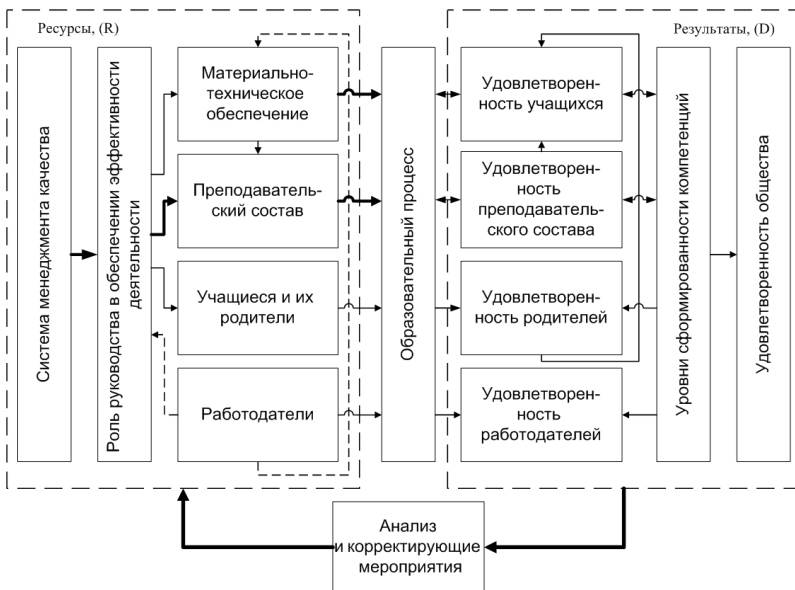 Ресурсы, (R)
Результаты, (D)
Система менеджмента качества
Роль руководства в обеспечении эффективности
деятельности
Материально-
техническое
обеспечение
Преподаватель-
ский состав
Учащиеся и их
родители
Работодатели
Образовательный процесс
Удовлетворен-
ность учащихся
Удовлетворен-
ность
преподаватель-
ского состава
Удовлетворен-
ность родителей
Удовлетворен-
ность
работодателей
Уровни сформированности компетенций
Удовлетворенность общества
Анализ
и корректирующие
мероприятия